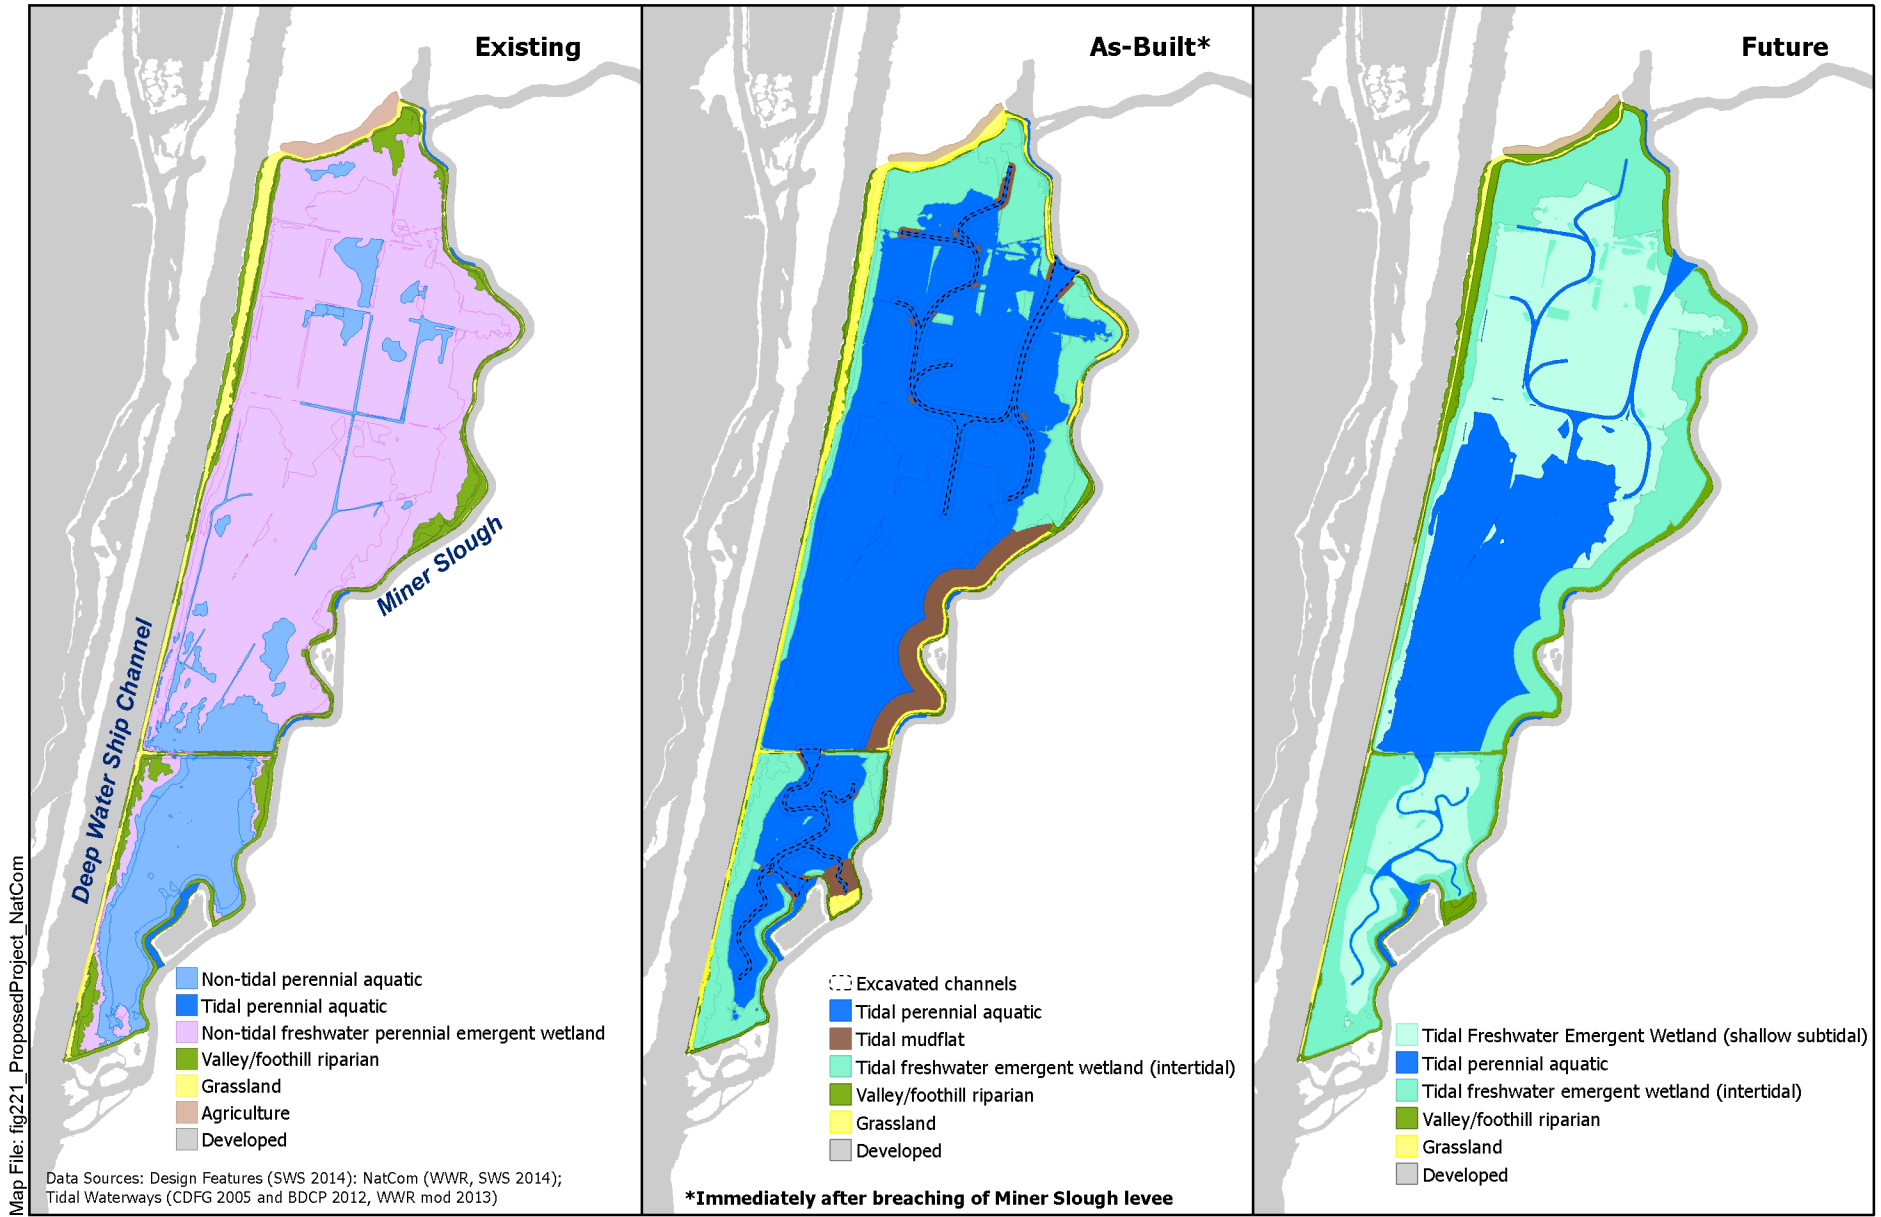 Existing
Deep Water Ship Channel
Miner Slough
Non-tidal perennial aquatic
Tidal perennial aquatic
Non-tidal freshwater perennial emergent wetland
Valley/foothill riparian
Grassland
Agriculture
Developed
Data Sources: Design Features (SWS 2014): NatCom (WWR, SWS 2014);
Tidal Waterways (CDFG 2005 and BDCP 2012, WWR mod 2013)
Map File: fig221_ProposedProject_NatCom
As-Built*
Excavated channels
Tidal perennial aquatic
Tidal mudflat
Tidal freshwater emergent wetland (intertidal)
Valley/foothill riparian
Grassland
Developed
*Immediately after breaching of Miner Slough levee
Future
Tidal Freshwater Emergent Wetland (shallow subtidal)
Tidal perennial aquatic
Tidal freshwater emergent wetland (intertidal)
Valley/foothill riparian
Grassland
Developed